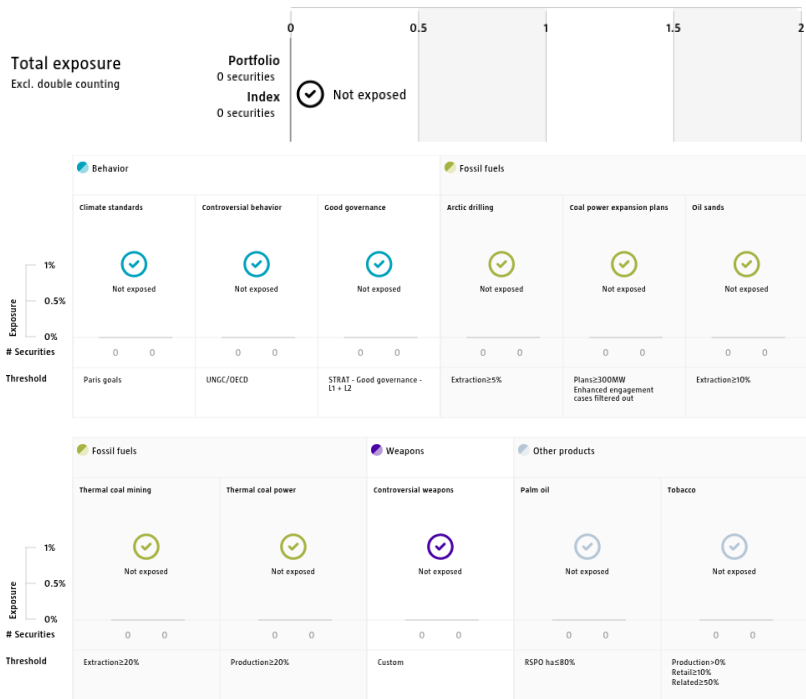 0 0.5 1 1.5 2
Total exposure
Excl. double counting
Portfolio
0 securities
Index
0 securities
Not exposed
Behavior Fossil fuels
Climate standards Controversial behavior Good governance Arctic drilling Coal power expansion plans Oil sands
Not exposed Not exposed Not exposed Not exposed Not exposed Not exposed
Exposure
1%
0.5%
0%
# Securities 0 0 0 0 0 0 0 0 0 0 0 0
Threshold Paris goals UNGC/OECD STRAT - Good governance - Extraction≥5% Plans≥300MW Extraction≥10%
L1 + L2 Enhanced engagement
cases filtered out
Fossil fuels Weapons Other products
Thermal coal mining Thermal coal power Controversial weapons Palm oil Tobacco
Not exposed Not exposed Not exposed Not exposed Not exposed
Exposure
1%
0.5%
0%
# Securities 0 0 0 0 0 0 0 0 0 0
Threshold Extraction≥20% Production≥20% Custom RSPO ha≤80% Production>0%
Retail≥10%
Related≥50%